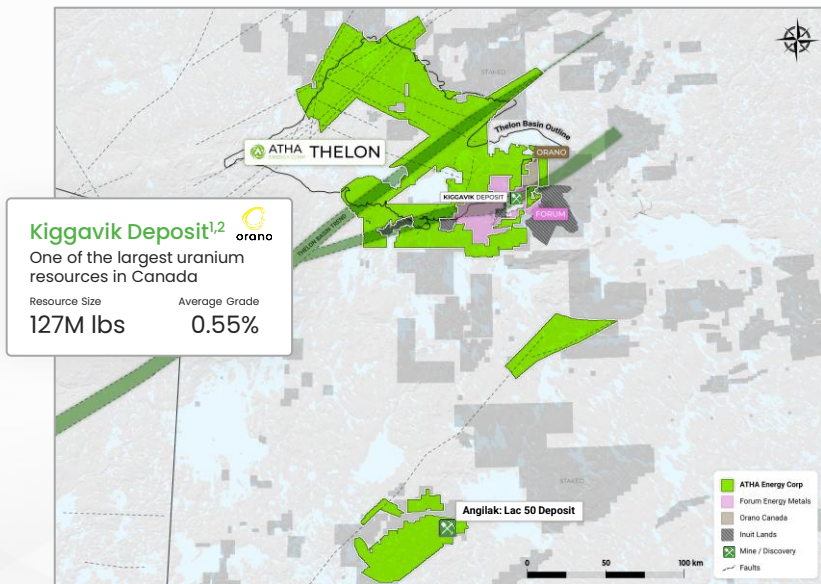 STAKED
Thelon Basin Outline
ATHA
ENERGY CORP
THELON
ORANO
KIGGAVIK DEPOSIT
FORUM
THELON BASIN TREND
Kiggavik Deposit1,2
orano
One of the largest uranium
resources in Canada
Resource Size
Average Grade
127M lbs
0.55%
STAKED
Angilak: Lac 50 Deposit
ATHA Energy Corp
Forum Energy Metals
Orano Canada
Inuit Lands
Mine / Discovery
Faults
0
50
100 km